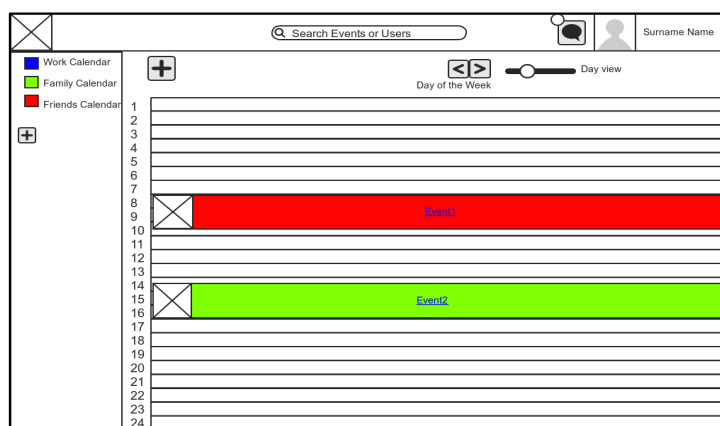 Search Events or Users
Surname Name
Work Calendar
Family Calendar
Friends Calendar
Day view
Day of the Week
1
2
3
4
5
6
7
8
9
10
11
12
13
14
15
16
17
18
19
20
21
22
23
24
Event1
Event2